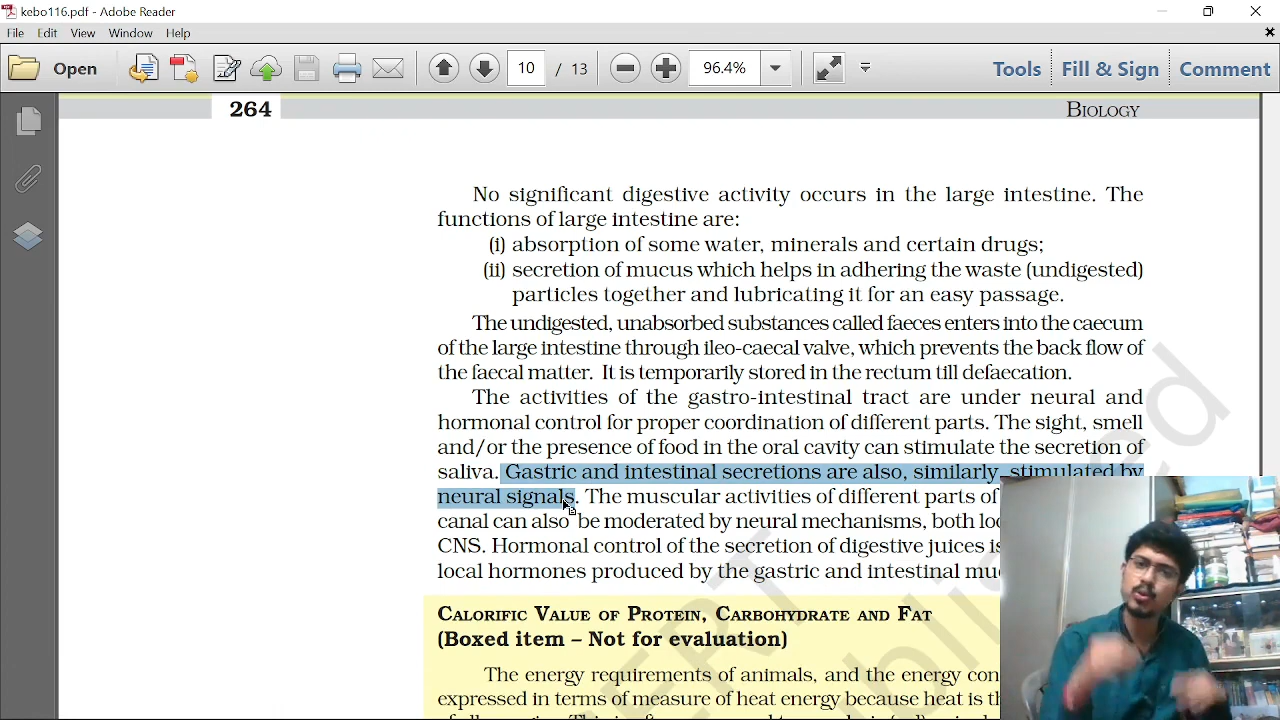 kebo116.pdf - Adobe Reader
File Edit View Window Help
Open 10 / 13 96.4% Tools Fill & Sign Comment
264 BIOLOGY
No significant digestive activity occurs in the large intestine. The
functions of large intestine are:
(i) absorption of some water, minerals and certain drugs;
(ii) secretion of mucus which helps in adhering the waste (undigested)
particles together and lubricating it for an easy passage.
The undigested, unabsorbed substances called faeces enters into the caecum
of the large intestine through ileo-caecal valve, which prevents the back flow of
the faecal matter. It is temporarily stored in the rectum till defaecation.
The activities of the gastro-intestinal tract are under neural and
hormonal control for proper coordination of different parts. The sight, smell
and/or the presence of food in the oral cavity can stimulate the secretion of
saliva. Gastric and intestinal secretions are also, similarly, stimulated by
neural signals. The muscular activities of different parts of
canal can also be moderated by neural mechanisms, both
CNS. Hormonal control of the secretion of digestive juices
local hormones produced by the gastric and intestinal
CALORIFIC VALUE OF PROTEIN, CARBOHYDRATE AND FAT
(Boxed item – Not for evaluation)
The energy requirements of animals, and the energy
expressed in terms of measure of heat energy because heat is